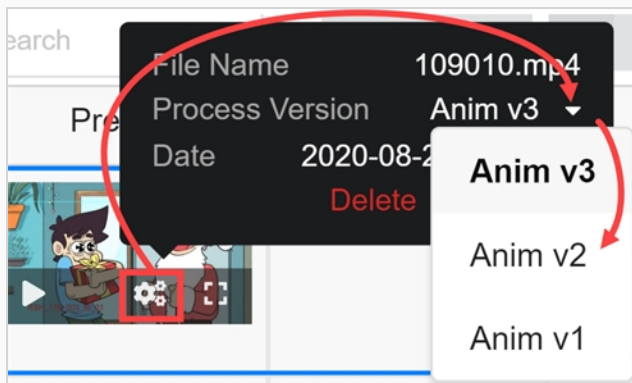 earch
File Name 109010.mp4
Process Version Anim v3
Pre
Date 2020-08-2
Delete
Anim v3
Anim v2
Anim v1